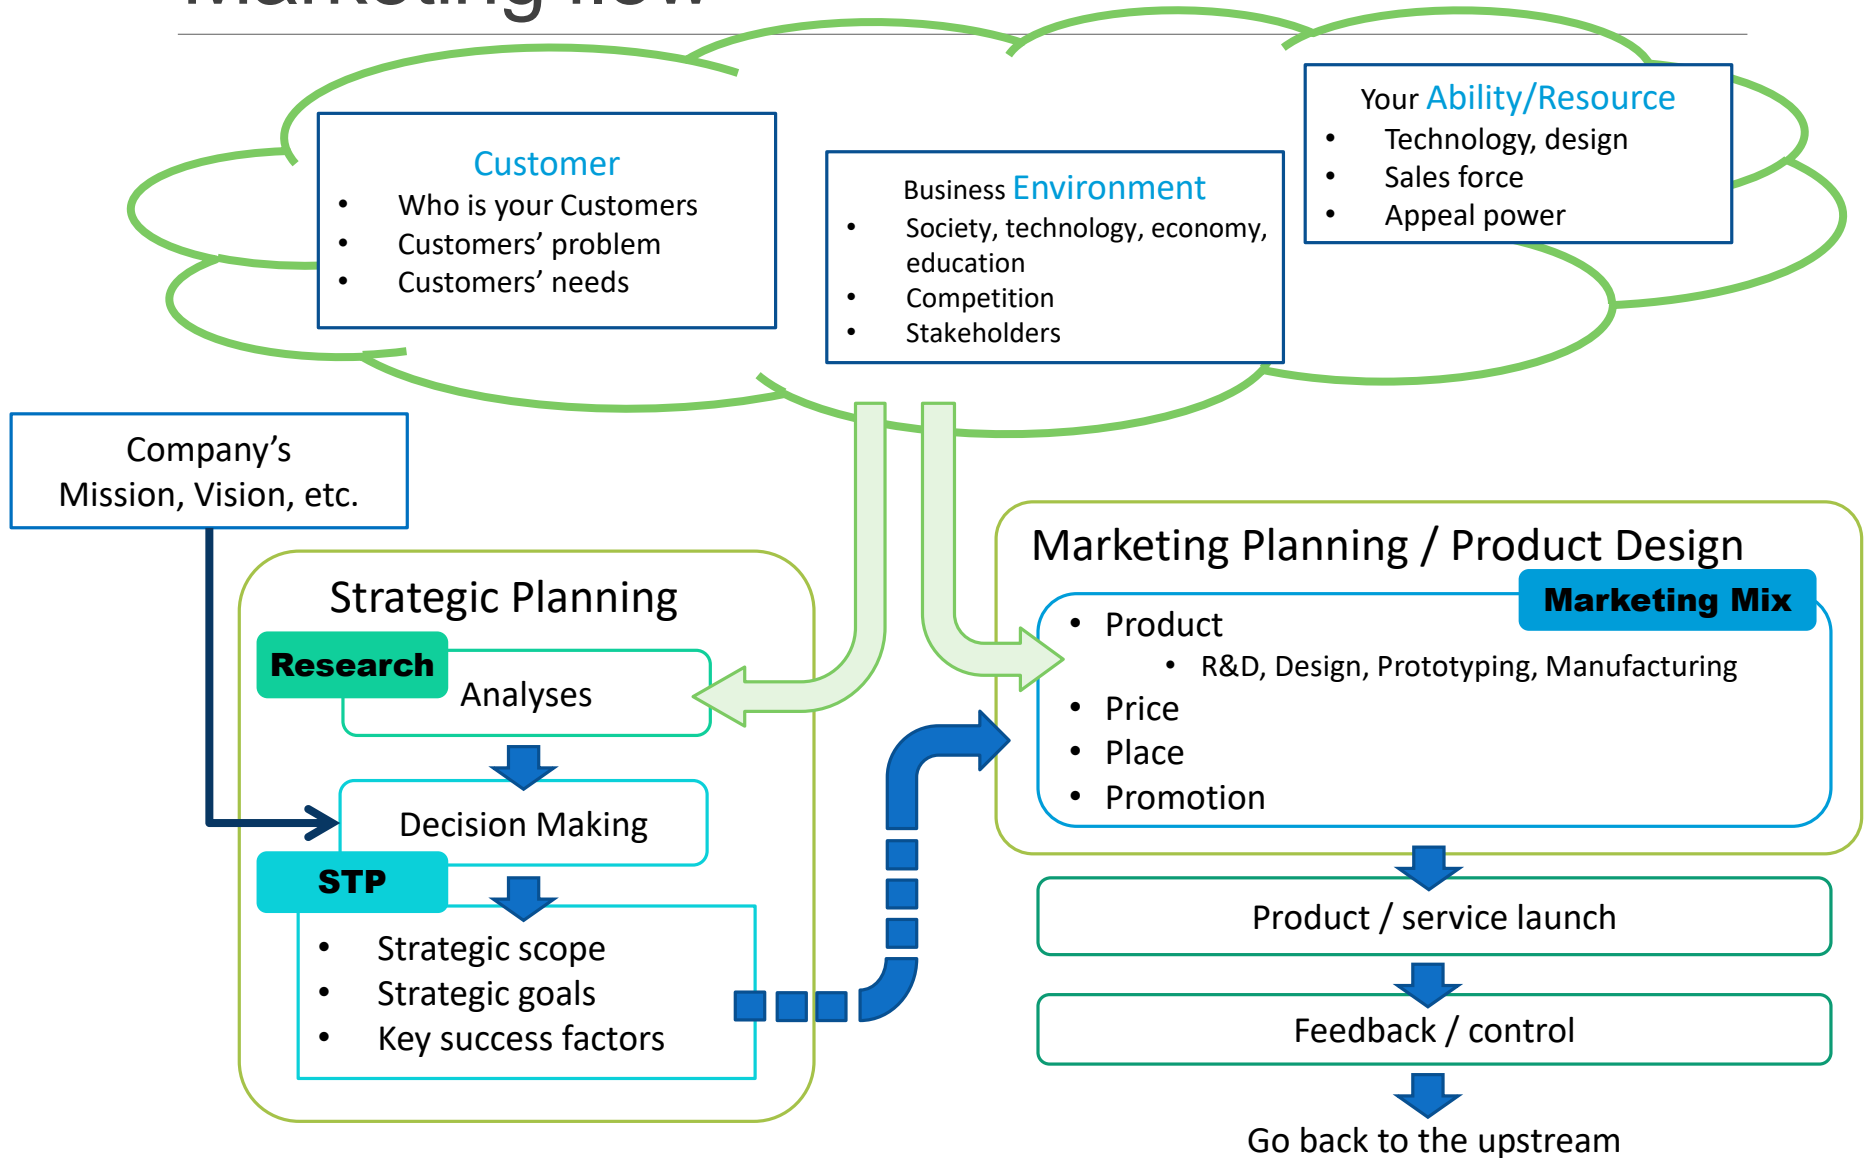 Marketing flow
Customer
• Who is your Customers
• Customers’ problem
• Customers’ needs
Business Environment
• Society, technology, economy,
education
• Competition
• Stakeholders
Your Ability/Resource
• Technology, design
• Sales force
• Appeal power
Company’s
Mission, Vision, etc.
Strategic Planning
Research
Analyses
Decision Making
STP
• Strategic scope
• Strategic goals
• Key success factors
Marketing Planning / Product Design
Marketing Mix
• Product
• R&D, Design, Prototyping, Manufacturing
• Price
• Place
• Promotion
Product / service launch
Feedback / control
Go back to the upstream